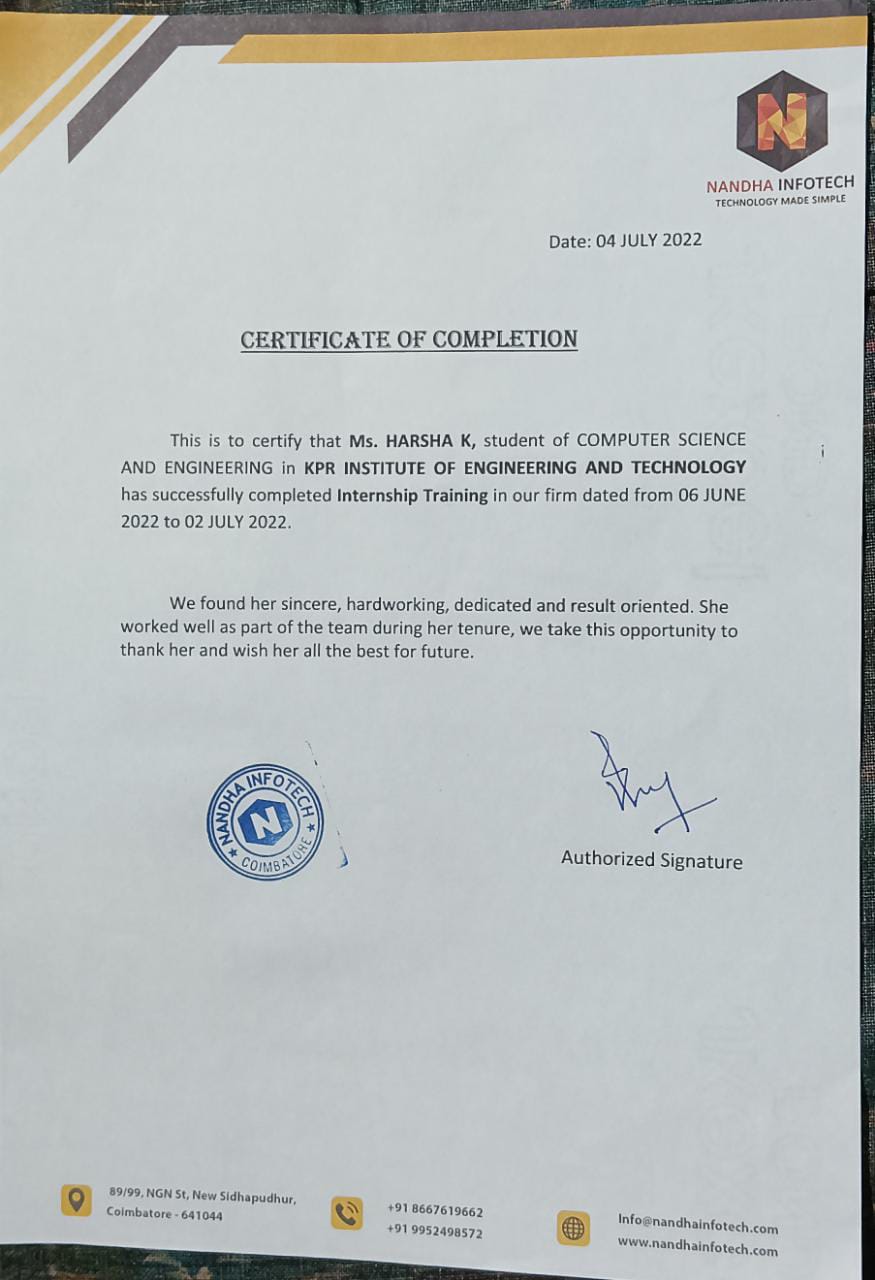 N
NANDHA INFOTECH
TECHNOLOGY MADE SIMPLE
Date: 04 JULY 2022
CERTIFICATE OF COMPLETION
This is to certify that Ms. HARSHA K, student of COMPUTER SCIENCE
AND ENGINEERING in KPR INSTITUTE OF ENGINEERING AND TECHNOLOGY
has successfully completed Internship Training in our firm dated from 06 JUNE
2022 to 02 JULY 2022.
We found her sincere, hardworking, dedicated and result oriented. She
worked well as part of the team during her tenure, we take this opportunity to
thank her and wish her all the best for future.
NANDHA INFOTECH
N
COIMBATORE
Authorized Signature
89/99, NGN St, New Sidhapudhur,
Coimbatore - 641044
+91 8667619662
+91 9952498572
Info@nandhainfotech.com
www.nandhainfotech.com